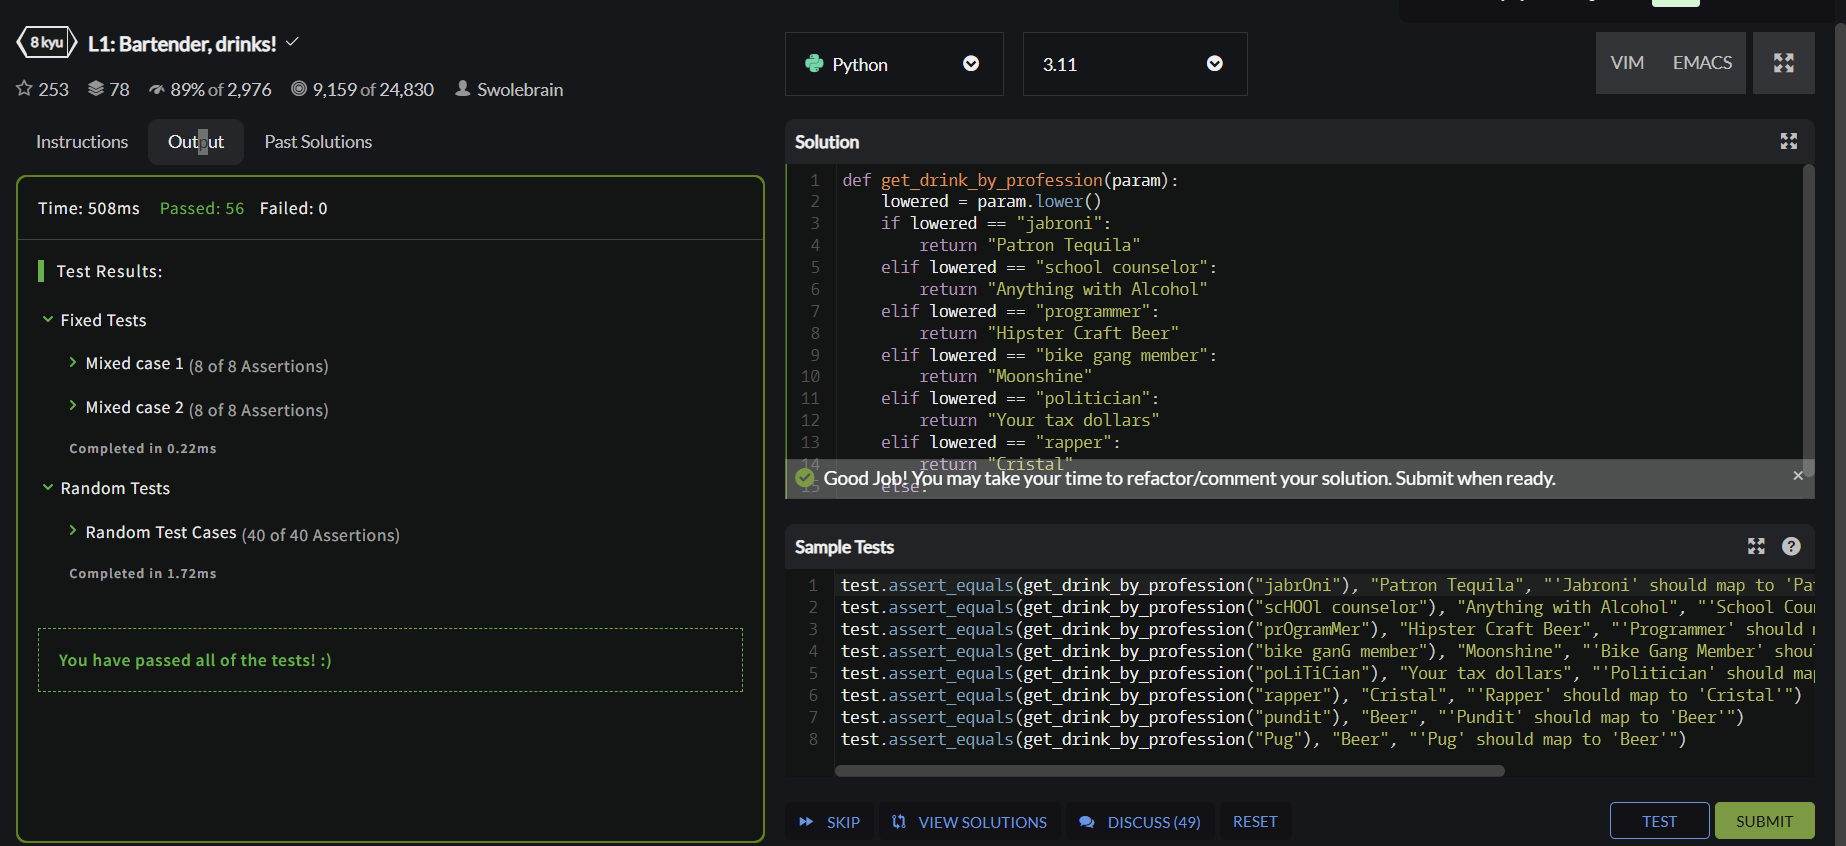 8 kyu L1: Bartender, drinks!
253 78 89% of 2,976 9,159 of 24,830 Swolebrain
Instructions Output Past Solutions
Time: 508ms Passed: 56 Failed: 0
Test Results:
Fixed Tests
Mixed case 1 (8 of 8 Assertions)
Mixed case 2 (8 of 8 Assertions)
Completed in 0.22ms
Random Tests
Random Test Cases (40 of 40 Assertions)
Completed in 1.72ms
You have passed all of the tests! :)
Python 3.11 VIM EMACS
Solution
1 def get_drink_by_profession(param):
2 lowered = param.lower()
3 if lowered == "jabroni":
4 return "Patron Tequila"
5 elif lowered == "school counselor":
6 return "Anything with Alcohol"
7 elif lowered == "programmer":
8 return "Hipster Craft Beer"
9 elif lowered == "bike gang member":
10 return "Moonshine"
11 elif lowered == "politician":
12 return "Your tax dollars"
13 elif lowered == "rapper":
14 return "Cristal"
Good Job! You may take your time to refactor/comment your solution. Submit when ready.
15 else:
Sample Tests
1 test.assert_equals(get_drink_by_profession("jabrOni"), "Patron Tequila", "'Jabroni' should map to 'Pa
2 test.assert_equals(get_drink_by_profession("scHOOl counselor"), "Anything with Alcohol", "'School Cou
3 test.assert_equals(get_drink_by_profession("prOgramMer"), "Hipster Craft Beer", "'Programmer' should
4 test.assert_equals(get_drink_by_profession("bike ganG member"), "Moonshine", "'Bike Gang Member' shou
5 test.assert_equals(get_drink_by_profession("poLiTiCian"), "Your tax dollars", "'Politician' should ma
6 test.assert_equals(get_drink_by_profession("rapper"), "Cristal", "'Rapper' should map to 'Cristal'")
7 test.assert_equals(get_drink_by_profession("pundit"), "Beer", "'Pundit' should map to 'Beer'")
8 test.assert_equals(get_drink_by_profession("Pug"), "Beer", "'Pug' should map to 'Beer'")
SKIP VIEW SOLUTIONS DISCUSS (49) RESET TEST SUBMIT